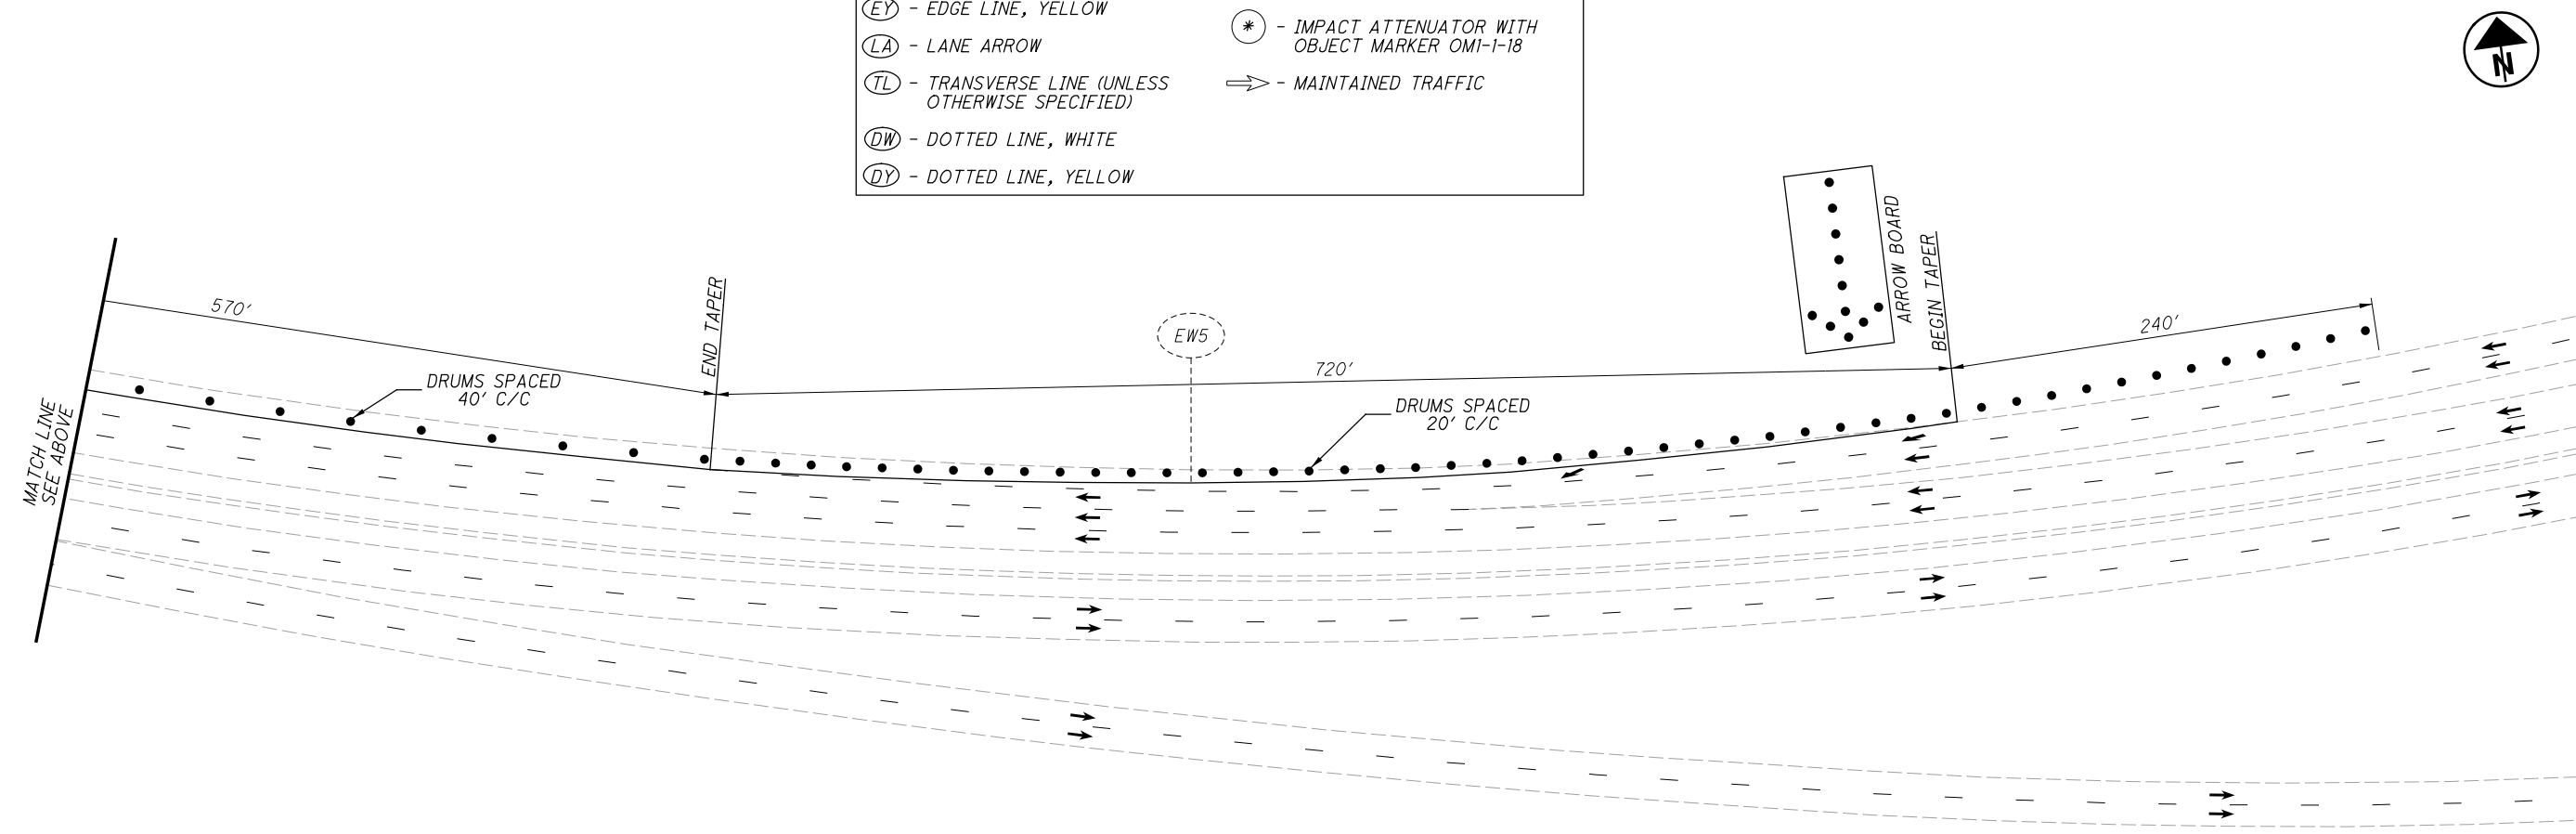 EY - EDGE LINE, YELLOW
LA - LANE ARROW
TL - TRANSVERSE LINE (UNLESS
OTHERWISE SPECIFIED)
DW - DOTTED LINE, WHITE
DY - DOTTED LINE, YELLOW
* - IMPACT ATTENUATOR WITH
OBJECT MARKER OM1-1-18
- MAINTAINED TRAFFIC
N
MATCH LINE
SEE ABOVE
570'
DRUMS SPACED
40' C/C
END TAPER
EW5
720'
DRUMS SPACED
20' C/C
ARROW BOARD
BEGIN TAPER
240'